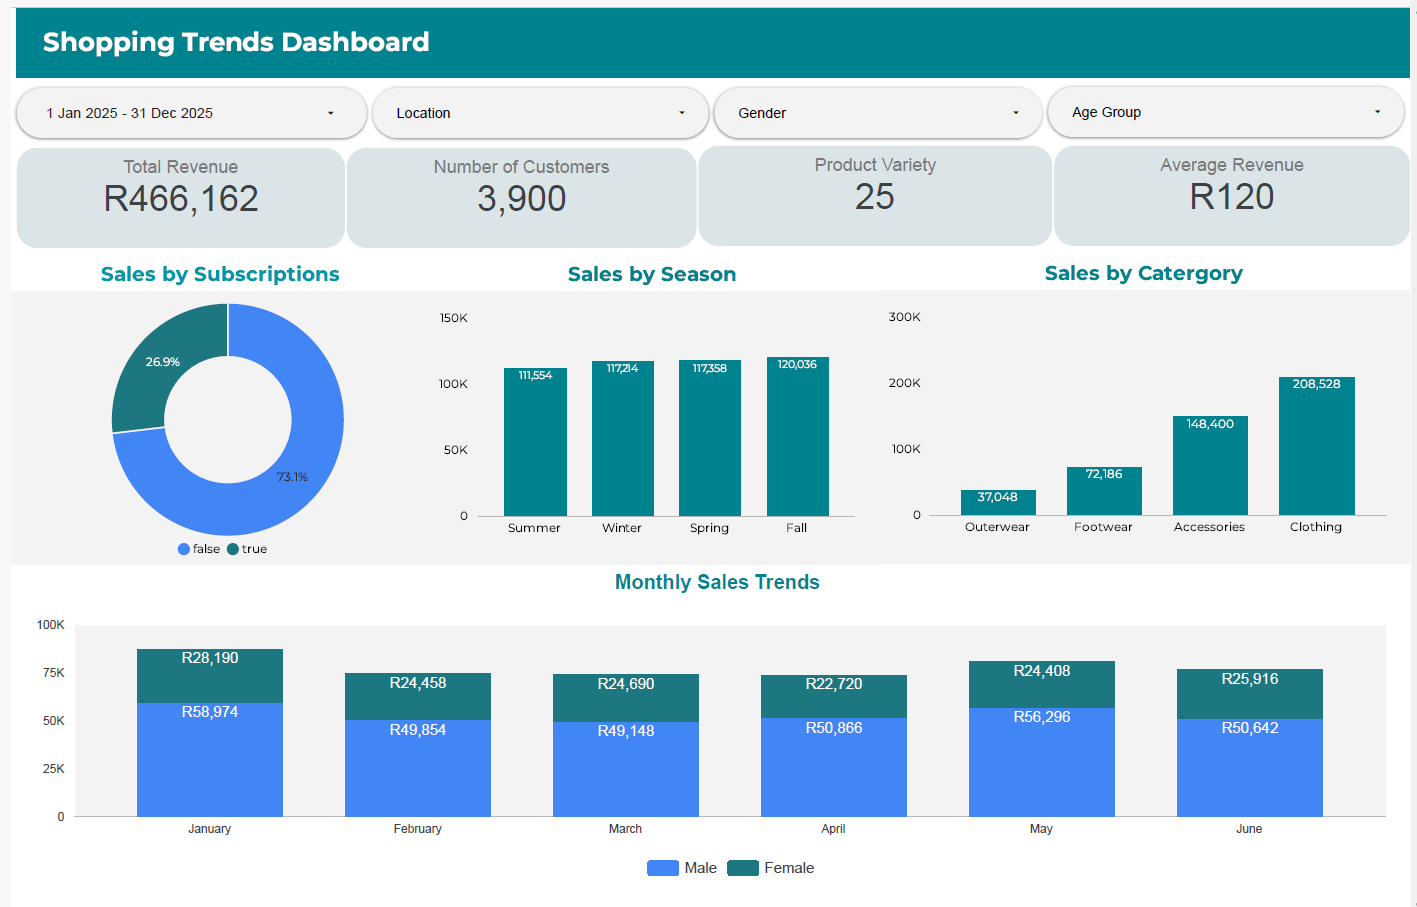 Shopping Trends Dashboard
1 Jan 2025 - 31 Dec 2025
Location
Gender
Age Group
Total Revenue
R466,162
Number of Customers
3,900
Product Variety
25
Average Revenue
R120
Sales by Subscriptions
26.9%
73.1%
false
true
Sales by Season
150K
100K
50K
0
111,554
117,214
117,358
120,036
Summer
Winter
Spring
Fall
Sales by Catergory
300K
200K
100K
0
37,048
72,186
148,400
208,528
Outerwear
Footwear
Accessories
Clothing
Monthly Sales Trends
100K
75K
50K
25K
0
R28,190
R58,974
R24,458
R49,854
R24,690
R49,148
R22,720
R50,866
R24,408
R56,296
R25,916
R50,642
January
February
March
April
May
June
Male
Female